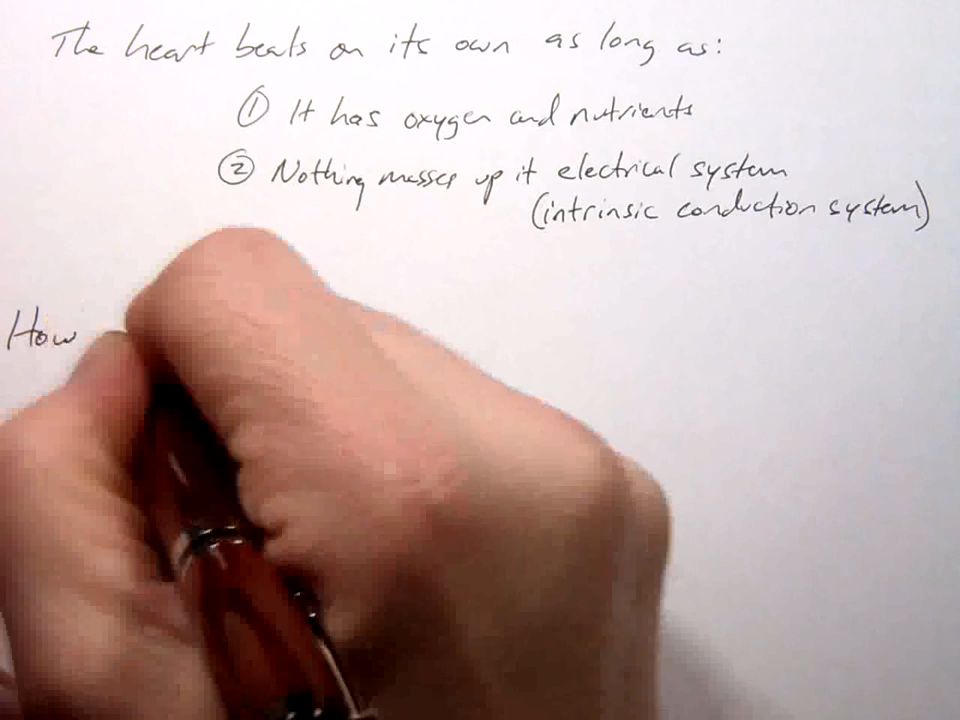 The heart beats on its own as long as:
① It has oxygen and nutrients
② Nothing messes up it electrical system
(intrinsic conduction system)
How